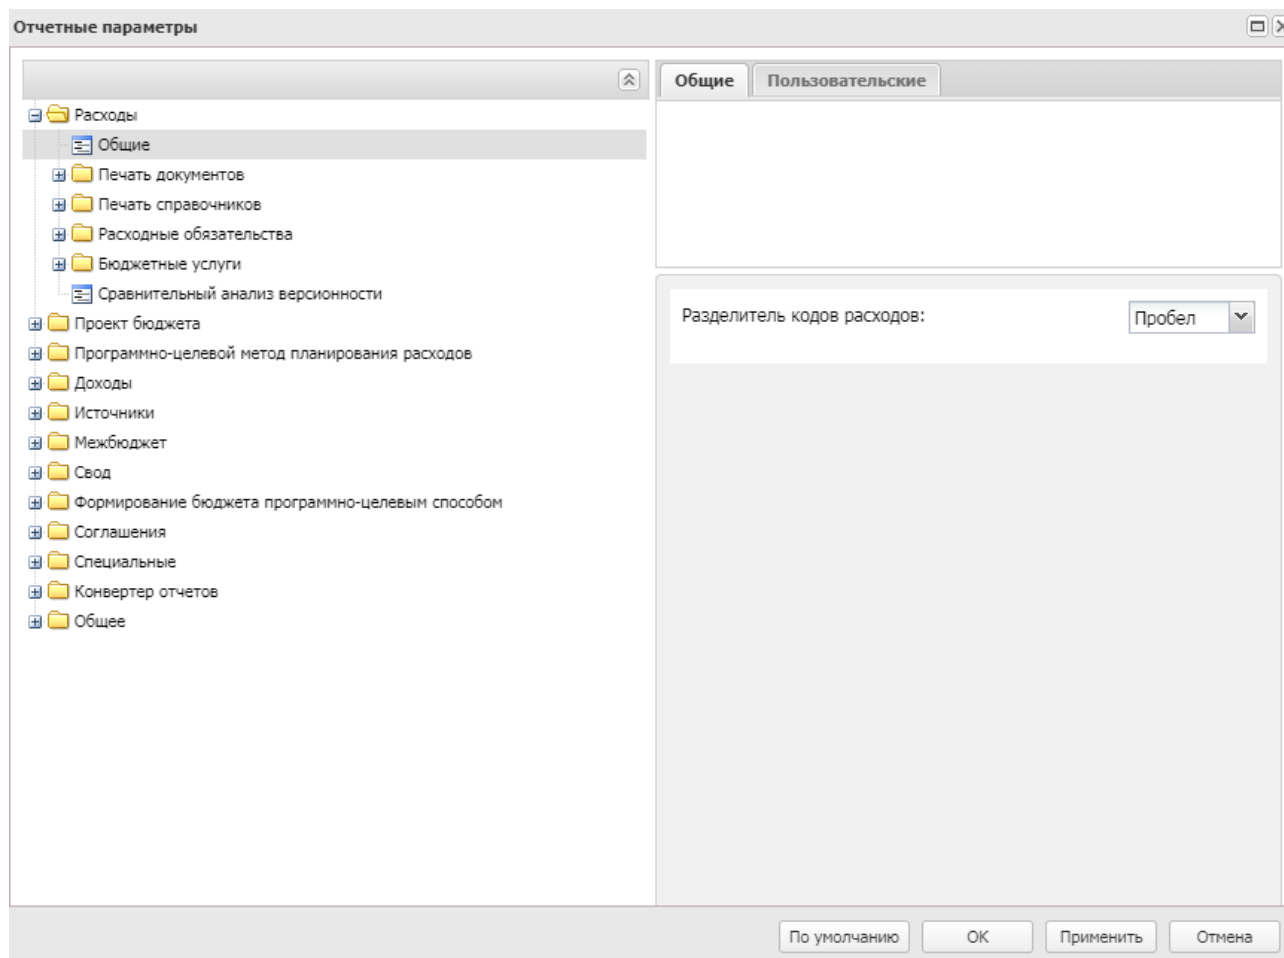 Отчетные параметры
Общие
Пользовательские
Расходы
Общие
Печать документов
Печать справочников
Расходные обязательства
Бюджетные услуги
Сравнительный анализ версионности
Проект бюджета
Программно-целевой метод планирования расходов
Доходы
Источники
Межбюджет
Свод
Формирование бюджета программно-целевым способом
Соглашения
Специальные
Конвертер отчетов
Общее
Разделитель кодов расходов:
Пробел
По умолчанию
ОК
Применить
Отмена